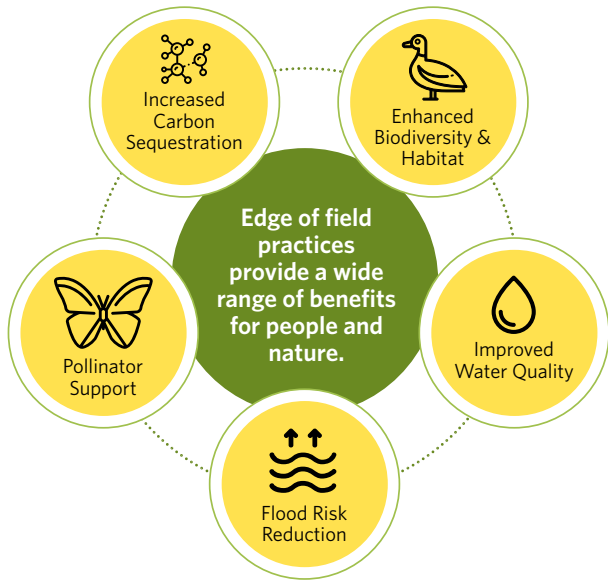 Increased
Carbon
Sequestration
Enhanced
Biodiversity &
Habitat
Edge of field
practices
provide a wide
range of benefits
for people and
nature.
Pollinator
Support
Improved
Water Quality
Flood Risk
Reduction